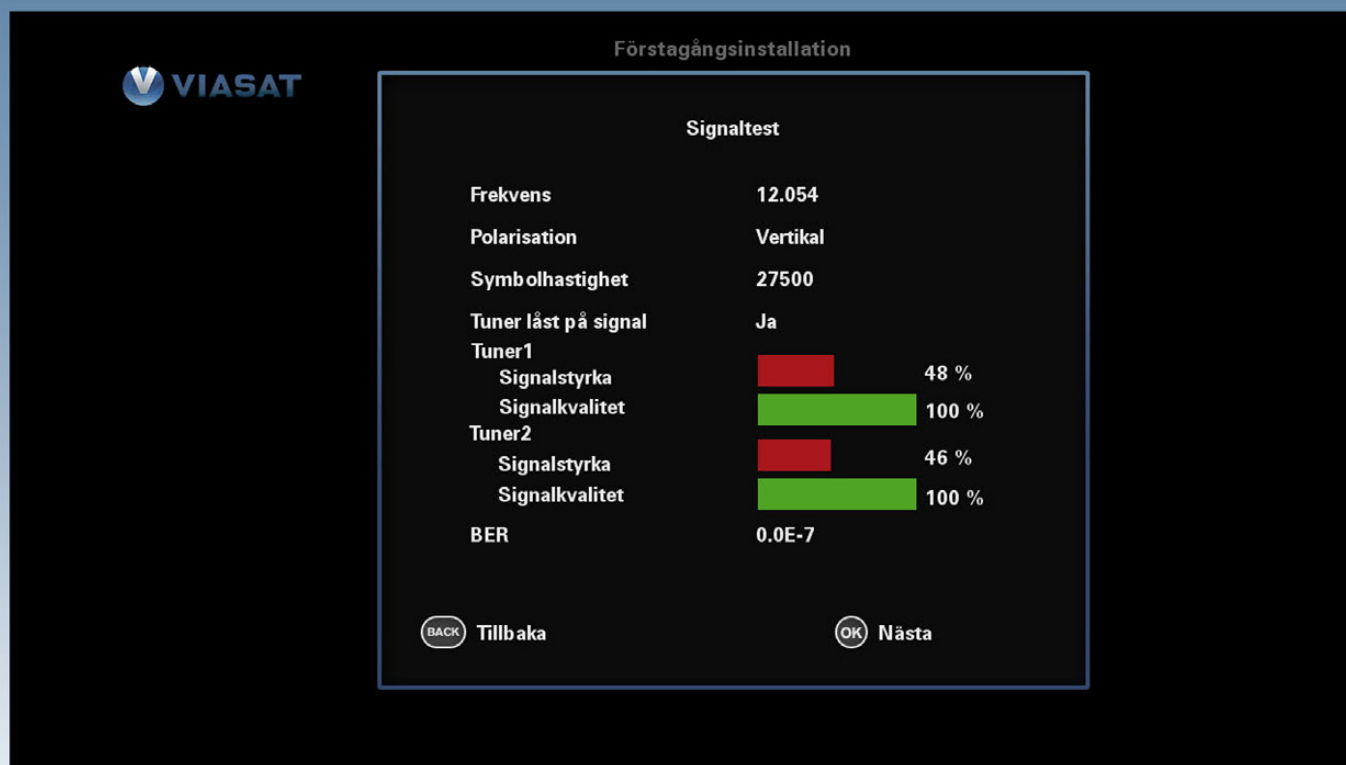 Förstagångsinstallation
VIASAT
Signaltest
Frekvens 12.054
Polarisation Vertikal
Symbolhastighet 27500
Tuner låst på signal Ja
Tuner1
Signalstyrka 48 %
Signalkvalitet 100 %
Tuner2
Signalstyrka 46 %
Signalkvalitet 100 %
BER 0.0E-7
BACK Tillbaka OK Nästa